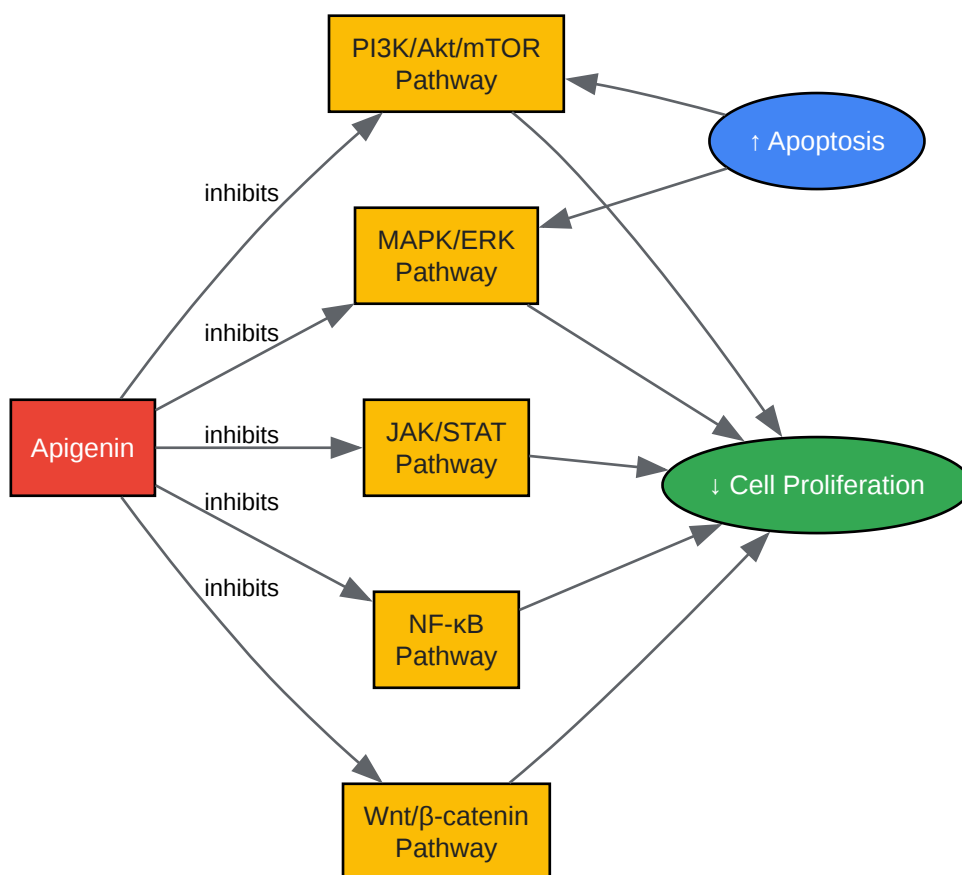 PI3K/Akt/mTOR
Pathway
↑ Apoptosis
inhibits
MAPK/ERK
Pathway
inhibits
Apigenin
inhibits
JAK/STAT
Pathway
↓ Cell Proliferation
inhibits
inhibits
NF-κB
Pathway
Wnt/β-catenin
Pathway